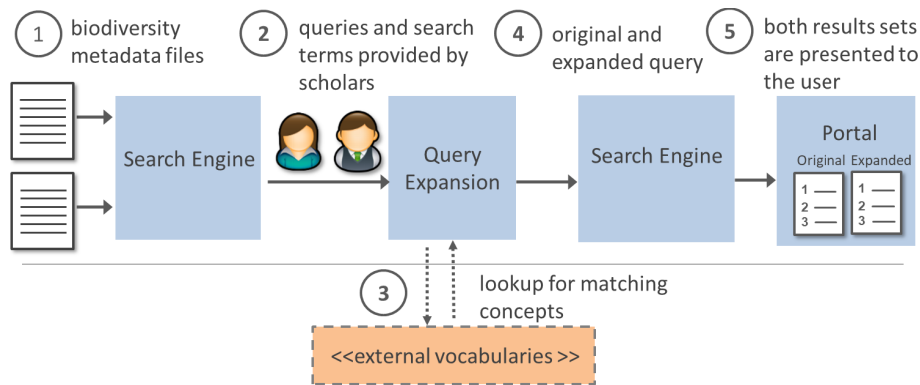 1
biodiversity
metadata files
2
queries and search
terms provided by
scholars
4
original and
expanded query
5
both results sets
are presented to
the user
Search Engine
Query
Expansion
Search Engine
Portal
Original Expanded
1
2
3
1
2
3
3
lookup for matching
concepts
<<external vocabularies >>